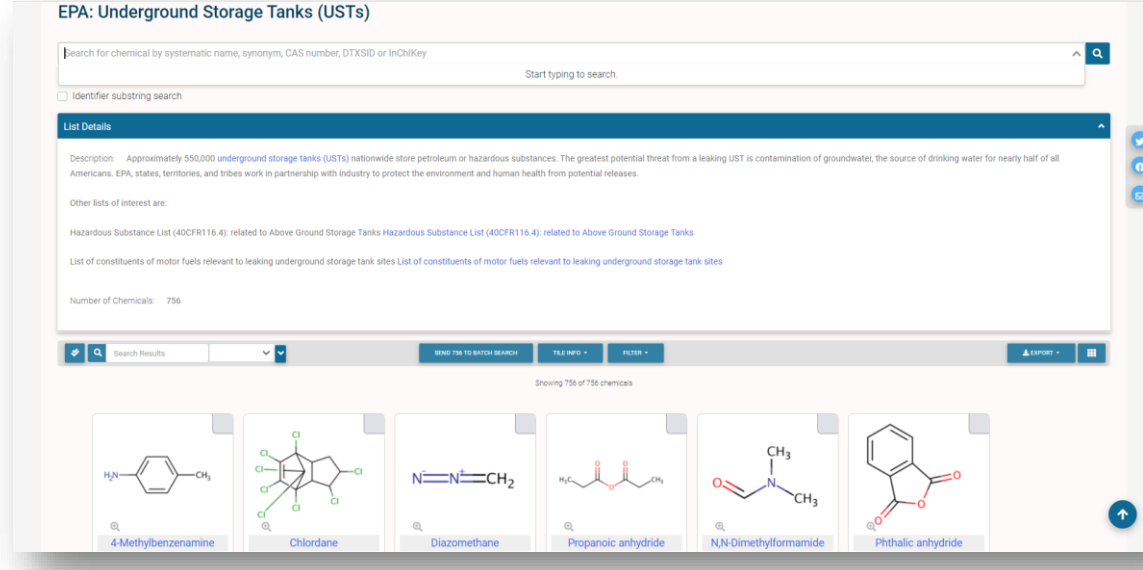 EPA: Underground Storage Tanks (USTs)
Search for chemical by systematic name, synonym, CAS number, DTXSID or InChIKey
Start typing to search.
Identifier substring search
List Details
Description: Approximately 550,000 underground storage tanks (USTs) nationwide store petroleum or hazardous substances. The greatest potential threat from a leaking UST is contamination of groundwater, the source of drinking water for nearly half of all
Americans. EPA, states, territories, and tribes work in partnership with industry to protect the environment and human health from potential releases.
Other lists of interest are:
Hazardous Substance List (40CFR116.4): related to Above Ground Storage Tanks Hazardous Substance List (40CFR116.4): related to Above Ground Storage Tanks
List of constituents of motor fuels relevant to leaking underground storage tank sites List of constituents of motor fuels relevant to leaking underground storage tank sites
Number of Chemicals: 756
Search Results SEND 756 TO BATCH SEARCH TILE INFO FILTER EXPORT
Showing 756 of 756 chemicals
H₂N CH₃ Cl Cl Cl Cl Cl Cl Cl Cl N⁻ N⁺ CH₂ H₃C O O O CH₃ O N CH₃ CH₃ O O O
4-Methylbenzenamine Chlordane Diazomethane Propanoic anhydride N,N-Dimethylformamide Phthalic anhydride